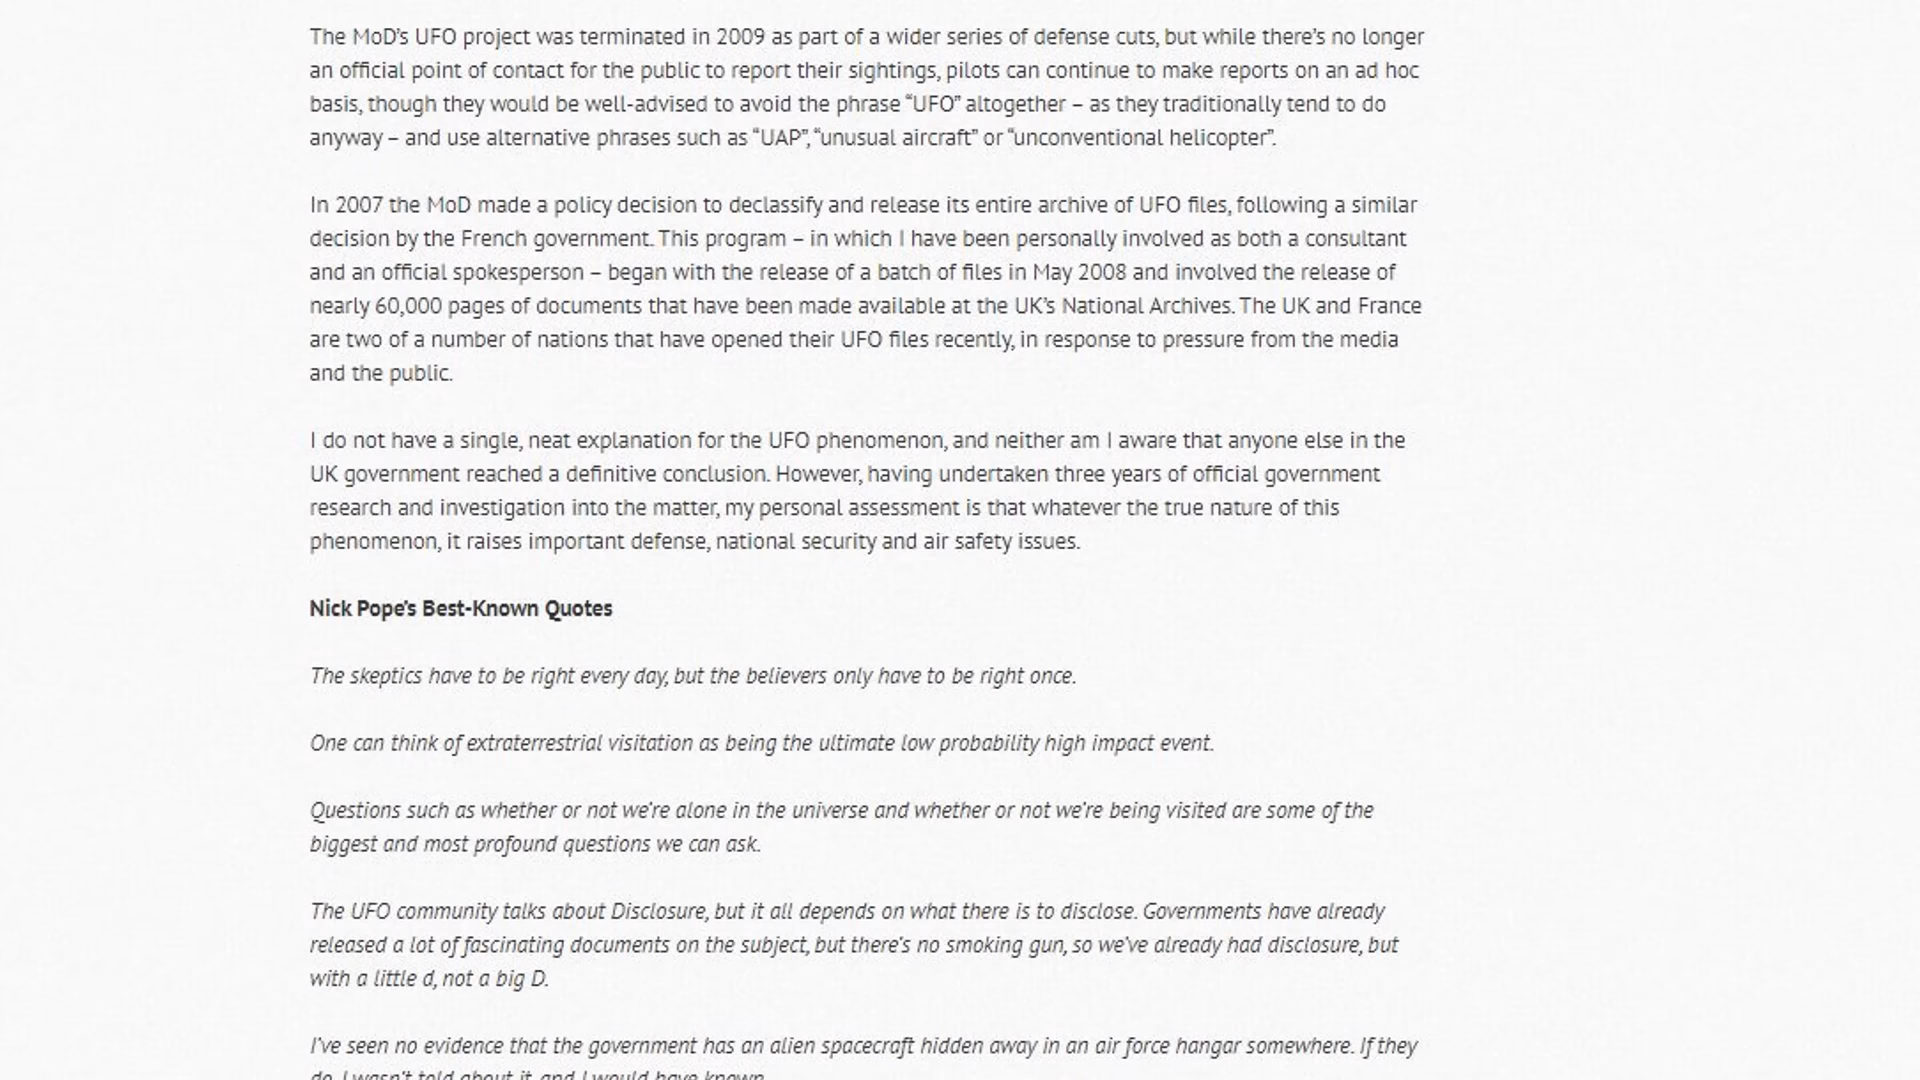 The MoD’s UFO project was terminated in 2009 as part of a wider series of defense cuts, but while there’s no longer
an official point of contact for the public to report their sightings, pilots can continue to make reports on an ad hoc
basis, though they would be well-advised to avoid the phrase “UFO” altogether – as they traditionally tend to do
anyway – and use alternative phrases such as “UAP”, “unusual aircraft” or “unconventional helicopter”.
In 2007 the MoD made a policy decision to declassify and release its entire archive of UFO files, following a similar
decision by the French government. This program – in which I have been personally involved as both a consultant
and an official spokesperson – began with the release of a batch of files in May 2008 and involved the release of
nearly 60,000 pages of documents that have been made available at the UK’s National Archives. The UK and France
are two of a number of nations that have opened their UFO files recently, in response to pressure from the media
and the public.
I do not have a single, neat explanation for the UFO phenomenon, and neither am I aware that anyone else in the
UK government reached a definitive conclusion. However, having undertaken three years of official government
research and investigation into the matter, my personal assessment is that whatever the true nature of this
phenomenon, it raises important defense, national security and air safety issues.
Nick Pope’s Best-Known Quotes
The skeptics have to be right every day, but the believers only have to be right once.
One can think of extraterrestrial visitation as being the ultimate low probability high impact event.
Questions such as whether or not we’re alone in the universe and whether or not we’re being visited are some of the
biggest and most profound questions we can ask.
The UFO community talks about Disclosure, but it all depends on what there is to disclose. Governments have already
released a lot of fascinating documents on the subject, but there’s no smoking gun, so we’ve already had disclosure, but
with a little d, not a big D.
I’ve seen no evidence that the government has an alien spacecraft hidden away in an air force hangar somewhere. If they
do, I wasn’t told about it, and I would have known.